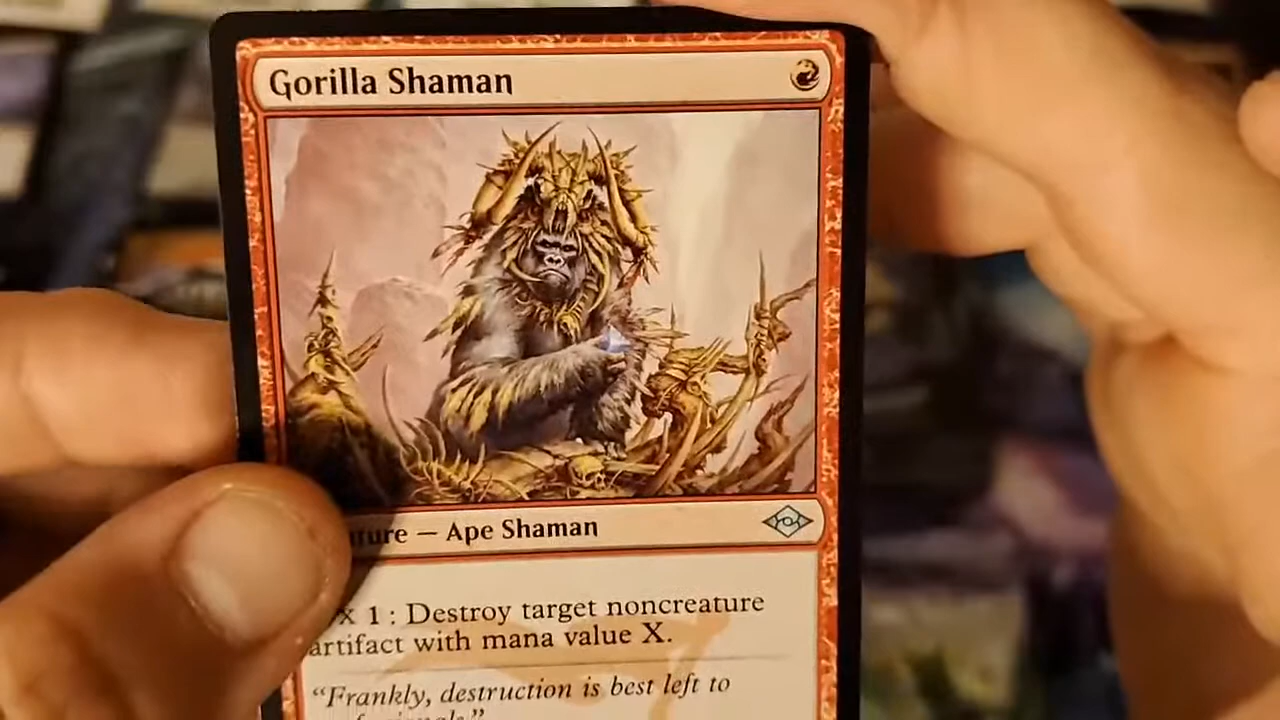 Gorilla Shaman
ture — Ape Shaman
X 1 : Destroy target noncreature
artifact with mana value X.
“Frankly, destruction is best left to